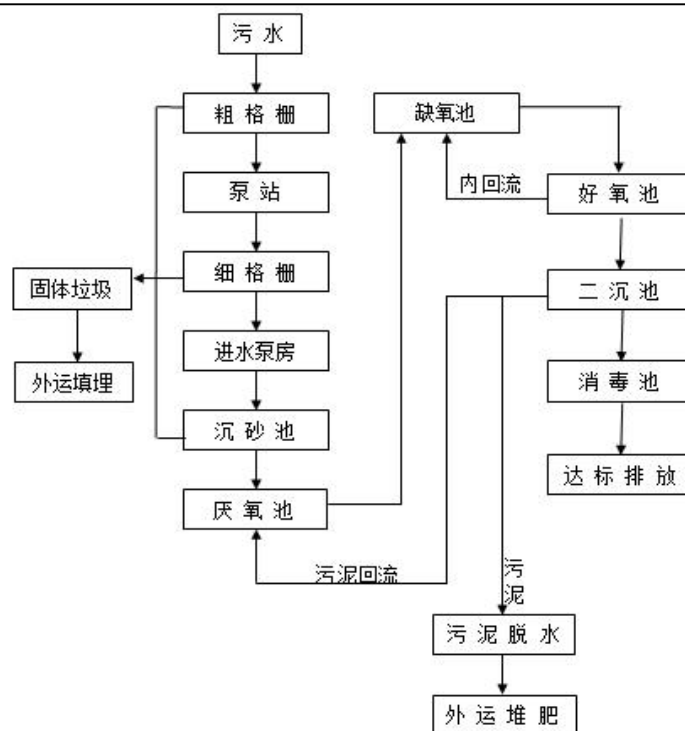 污 水
粗 格 栅
泵 站
细 格 栅
固体垃圾
外运填埋
进水泵房
沉 砂 池
厌 氧 池
缺氧池
内回流
好 氧 池
二 沉 池
消 毒 池
达 标 排 放
污泥回流
污
泥
污 泥 脱 水
外 运 堆 肥